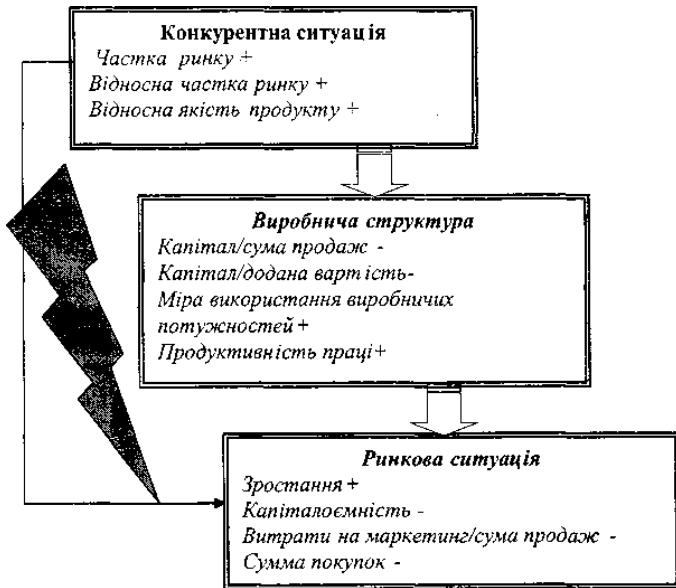 Конкурентна ситуація
Частка ринку +
Відносна частка ринку +
Відносна якість продукту +
Виробнича структура
Капітал/сума продаж -
Капітал/додана вартість-
Міра використання виробничих
потужностей +
Продуктивність праці+
Ринкова ситуація
Зростання +
Капіталоємність -
Витрати на маркетинг/сума продаж -
Сумма покупок -